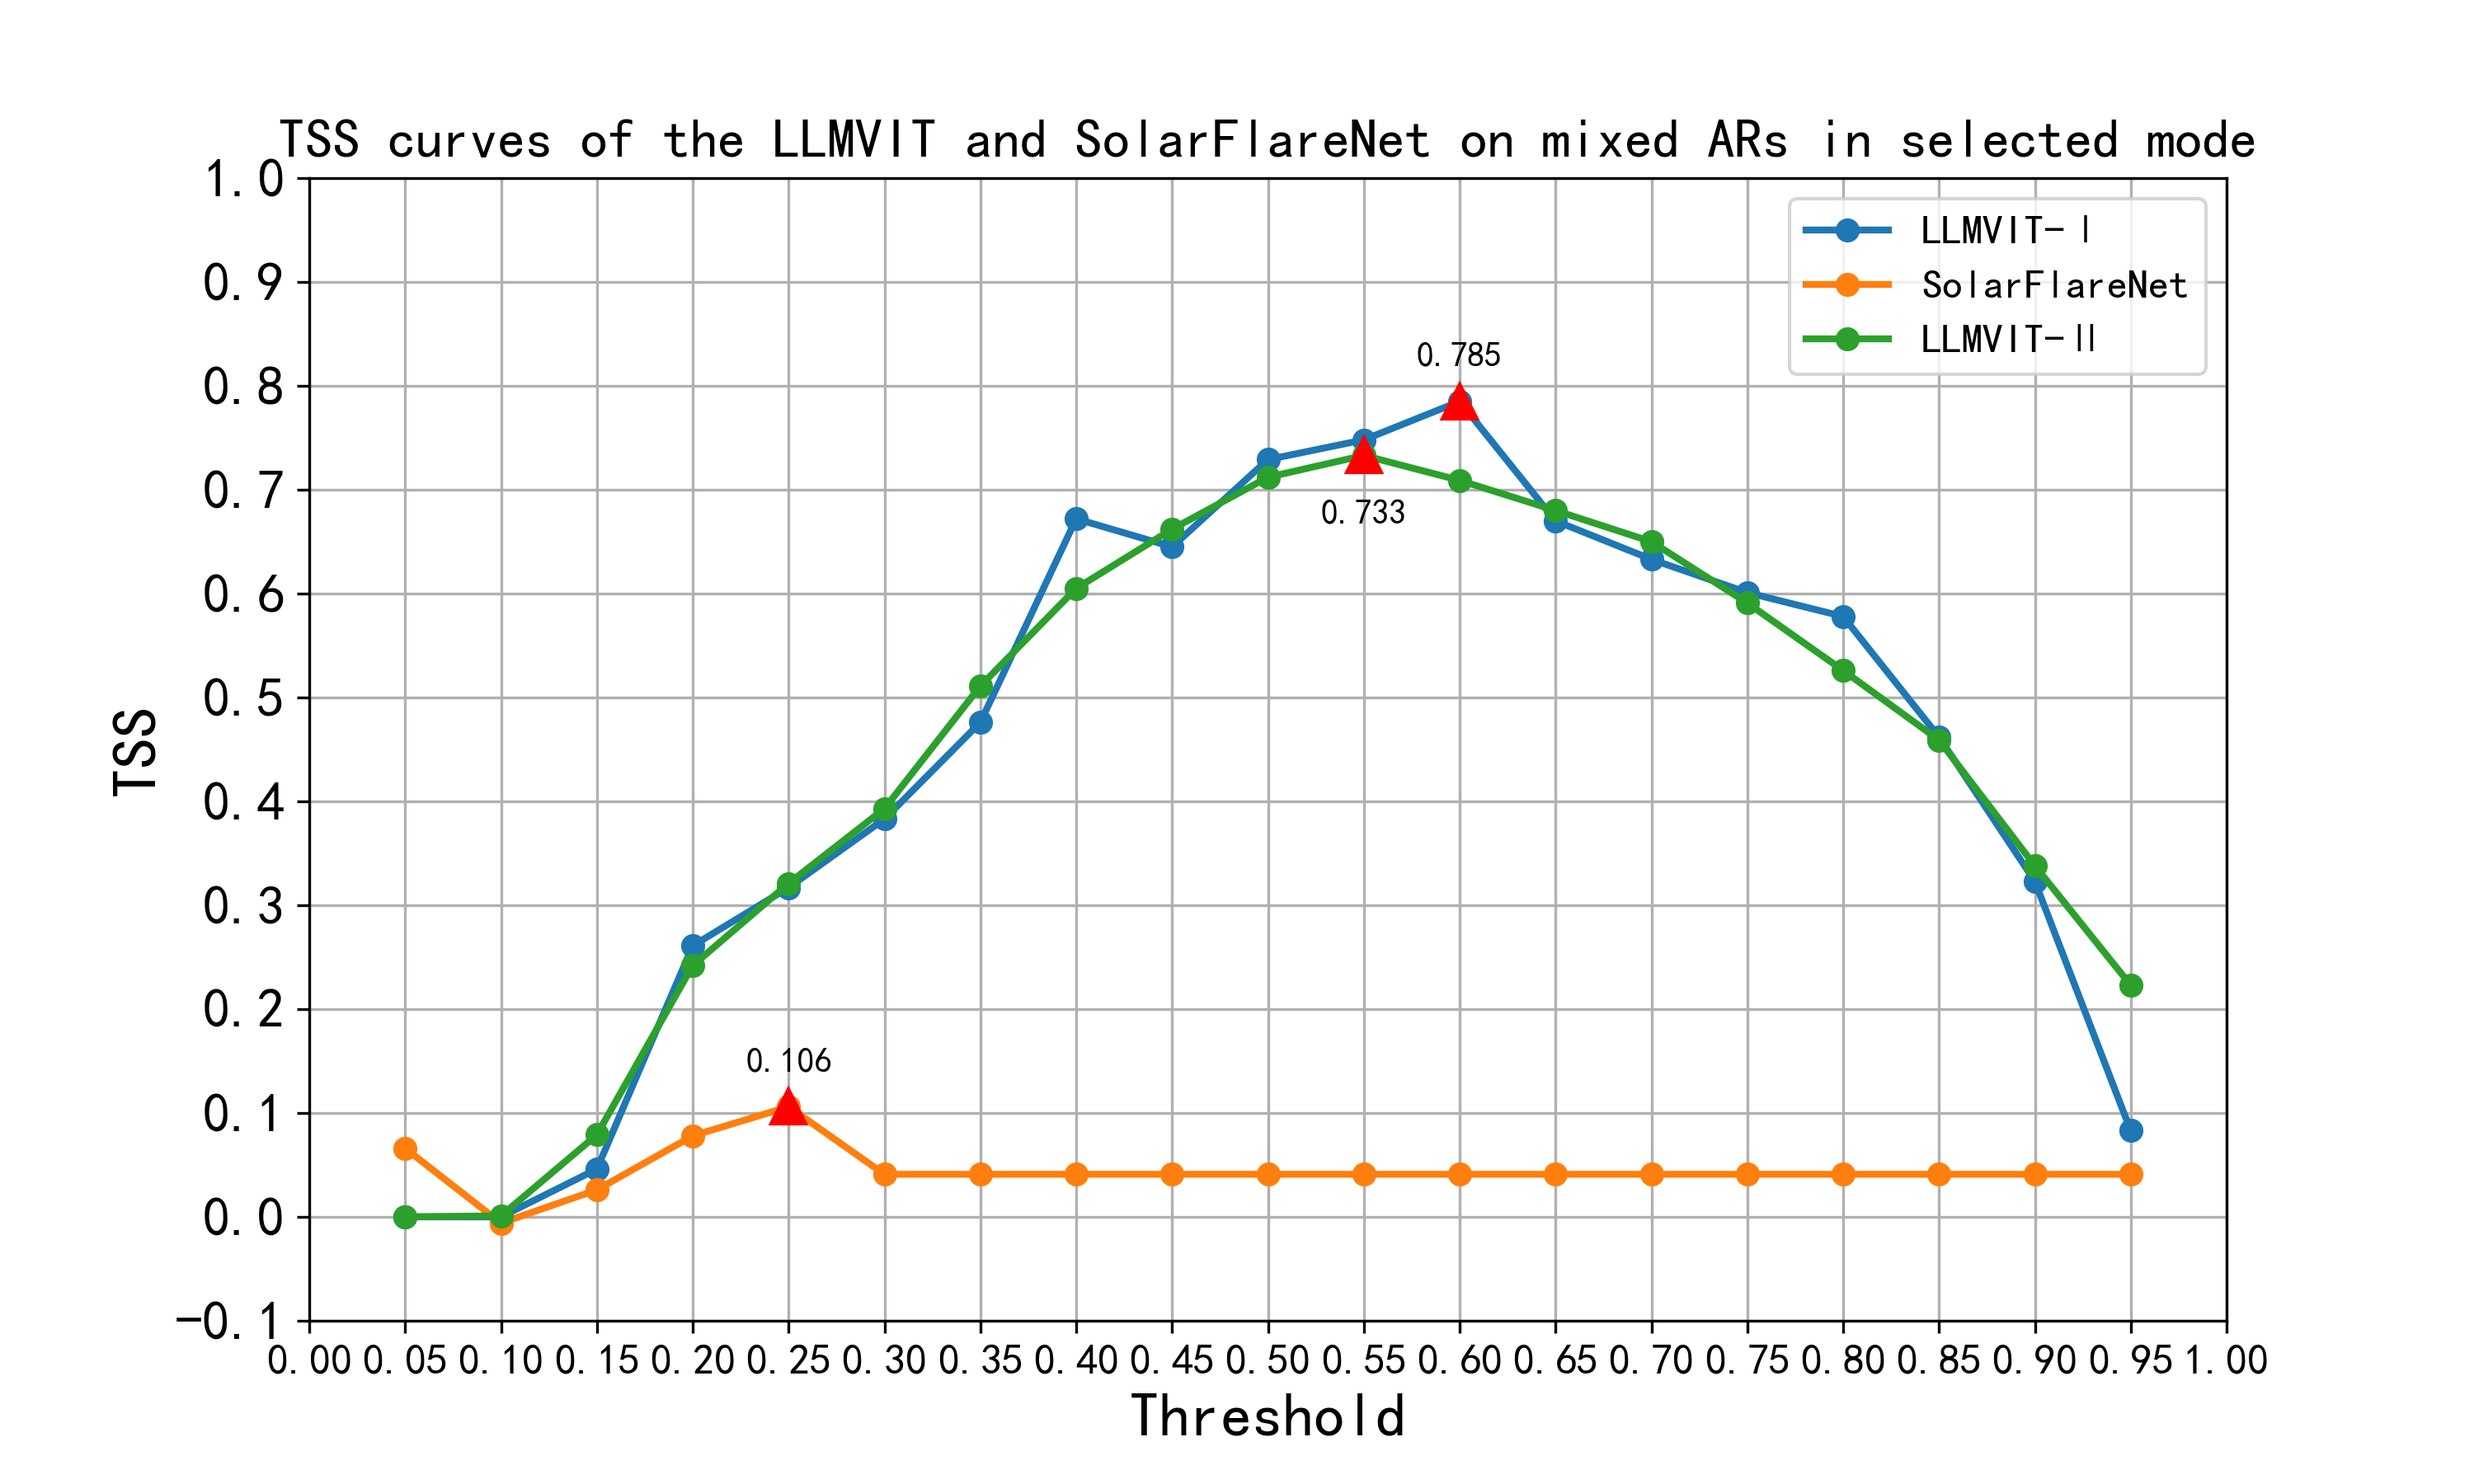 TSS curves of the LLMVIT and SolarFlareNet on mixed ARs in selected mode
1.0
0.9
0.8
0.7
0.6
0.5
0.4
0.3
0.2
0.1
0.0
-0.1
TSS
LLMVIT-Ⅰ
SolarFlareNet
LLMVIT-Ⅱ
0.785
0.733
0.106
0.00 0.05 0.10 0.15 0.20 0.25 0.30 0.35 0.40 0.45 0.50 0.55 0.60 0.65 0.70 0.75 0.80 0.85 0.90 0.95 1.00
Threshold